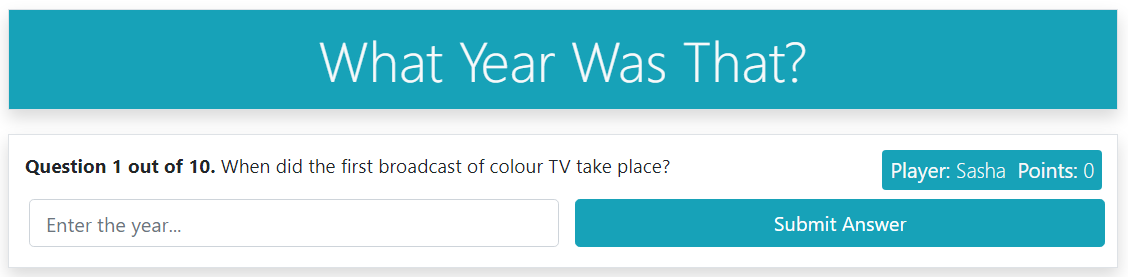 What Year Was That?
Question 1 out of 10. When did the first broadcast of colour TV take place?
Player: Sasha Points: 0
Enter the year...
Submit Answer